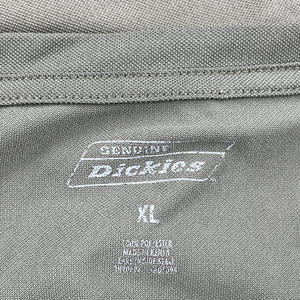 GENUINE
Dickies
XL
100% POLYESTER
MADE IN KENYA